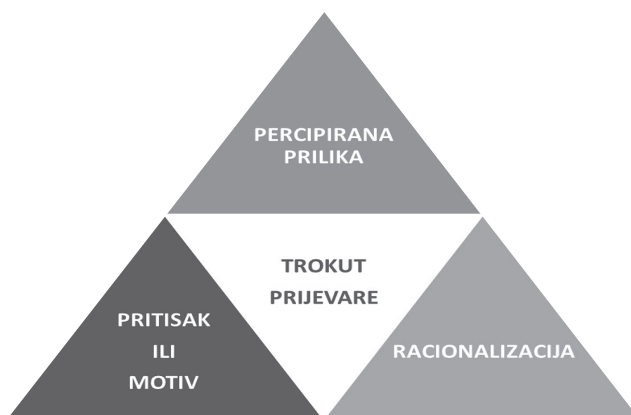 PERCIPIRANA
PRILIKA
TROKUT
PRIJEVARE
PRITISAK
ILI
MOTIV
RACIONALIZACIJA